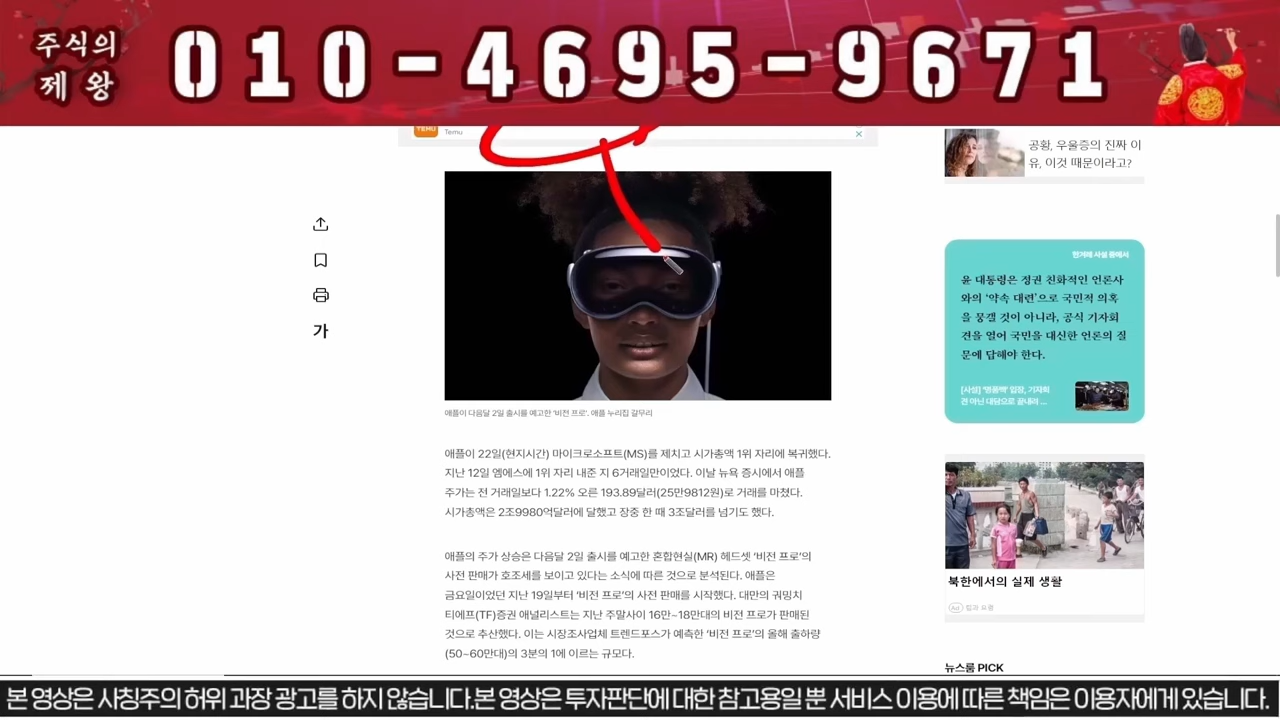 주식의
제 왕
010-4695-9671
TEMU
Temu
공황, 우울증의 진짜 이
유, 이것 때문이라고?
가
한겨레 사설 중에서
윤 대통령은 정권 친화적인 언론사
와의 ‘약속 대련’으로 국민적 의혹
을 뭉갤 것이 아니라, 공식 기자회
견을 열어 국민을 대신한 언론의 질
문에 답해야 한다.
[사설] ‘명품백’ 입장, 기자회
견 아닌 대담으로 끝내려 ...
애플이 다음달 2일 출시를 예고한 ‘비전 프로’. 애플 누리집 갈무리
애플이 22일(현지시간) 마이크로소프트(MS)를 제치고 시가총액 1위 자리에 복귀했다.
지난 12일 엠에스에 1위 자리 내준 지 6거래일만이었다. 이날 뉴욕 증시에서 애플
주가는 전 거래일보다 1.22% 오른 193.89달러(25만9812원)로 거래를 마쳤다.
시가총액은 2조9980억달러에 달했고 장중 한 때 3조달러를 넘기도 했다.
애플의 주가 상승은 다음달 2일 출시를 예고한 혼합현실(MR) 헤드셋 ‘비전 프로’의
사전 판매가 호조세를 보이고 있다는 소식에 따른 것으로 분석된다. 애플은
금요일이었던 지난 19일부터 ‘비전 프로’의 사전 판매를 시작했다. 대만의 궈밍치
티에프(TF)증권 애널리스트는 지난 주말사이 16만~18만대의 비전 프로가 판매된
것으로 추산했다. 이는 시장조사업체 트렌드포스가 예측한 ‘비전 프로’의 올해 출하량
(50~60만대)의 3분의 1에 이르는 규모다.
북한에서의 실제 생활
Ad
뉴스룸 PICK
본 영상은 사칭주의 허위 과장 광고를 하지 않습니다.본 영상은 투자판단에 대한 참고용일 뿐 서비스 이용에 따른 책임은 이용자에게 있습니다.